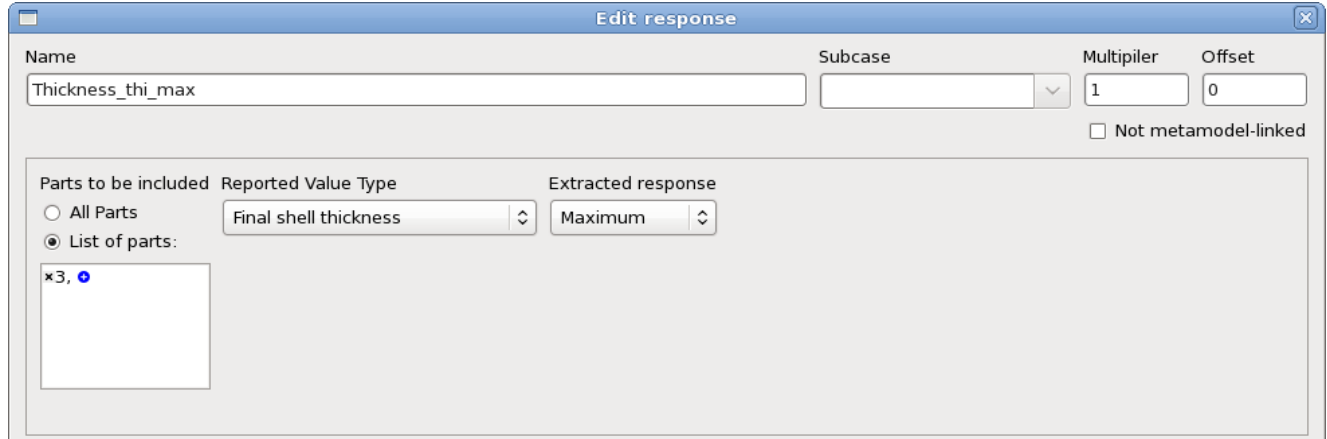 Edit response
Name Subcase Multipiler Offset
Thickness_thi_max 1 0
Not metamodel-linked
Parts to be included Reported Value Type Extracted response
All Parts Final shell thickness Maximum
List of parts:
×3,